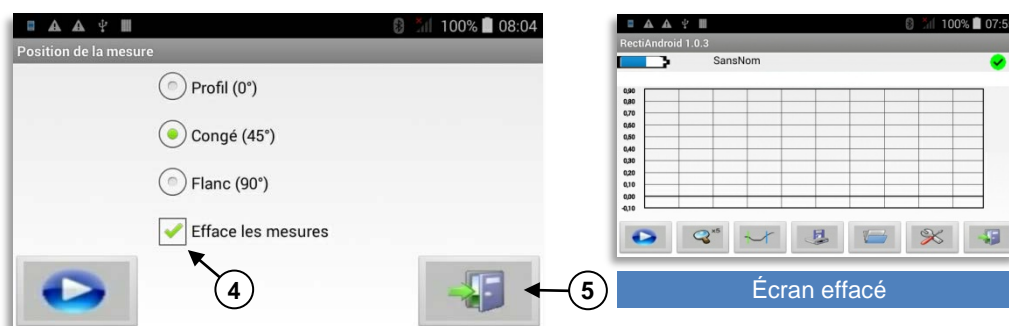 100% 08:04
Position de la mesure
Profil (0°)
Congé (45°)
Flanc (90°)
Efface les mesures
4
5
100% 07:5
RectiAndroid 1.0.3
SansNom
0,90
0,80
0,70
0,60
0,50
0,40
0,30
0,20
0,10
0,00
-0,10
x5
Écran effacé